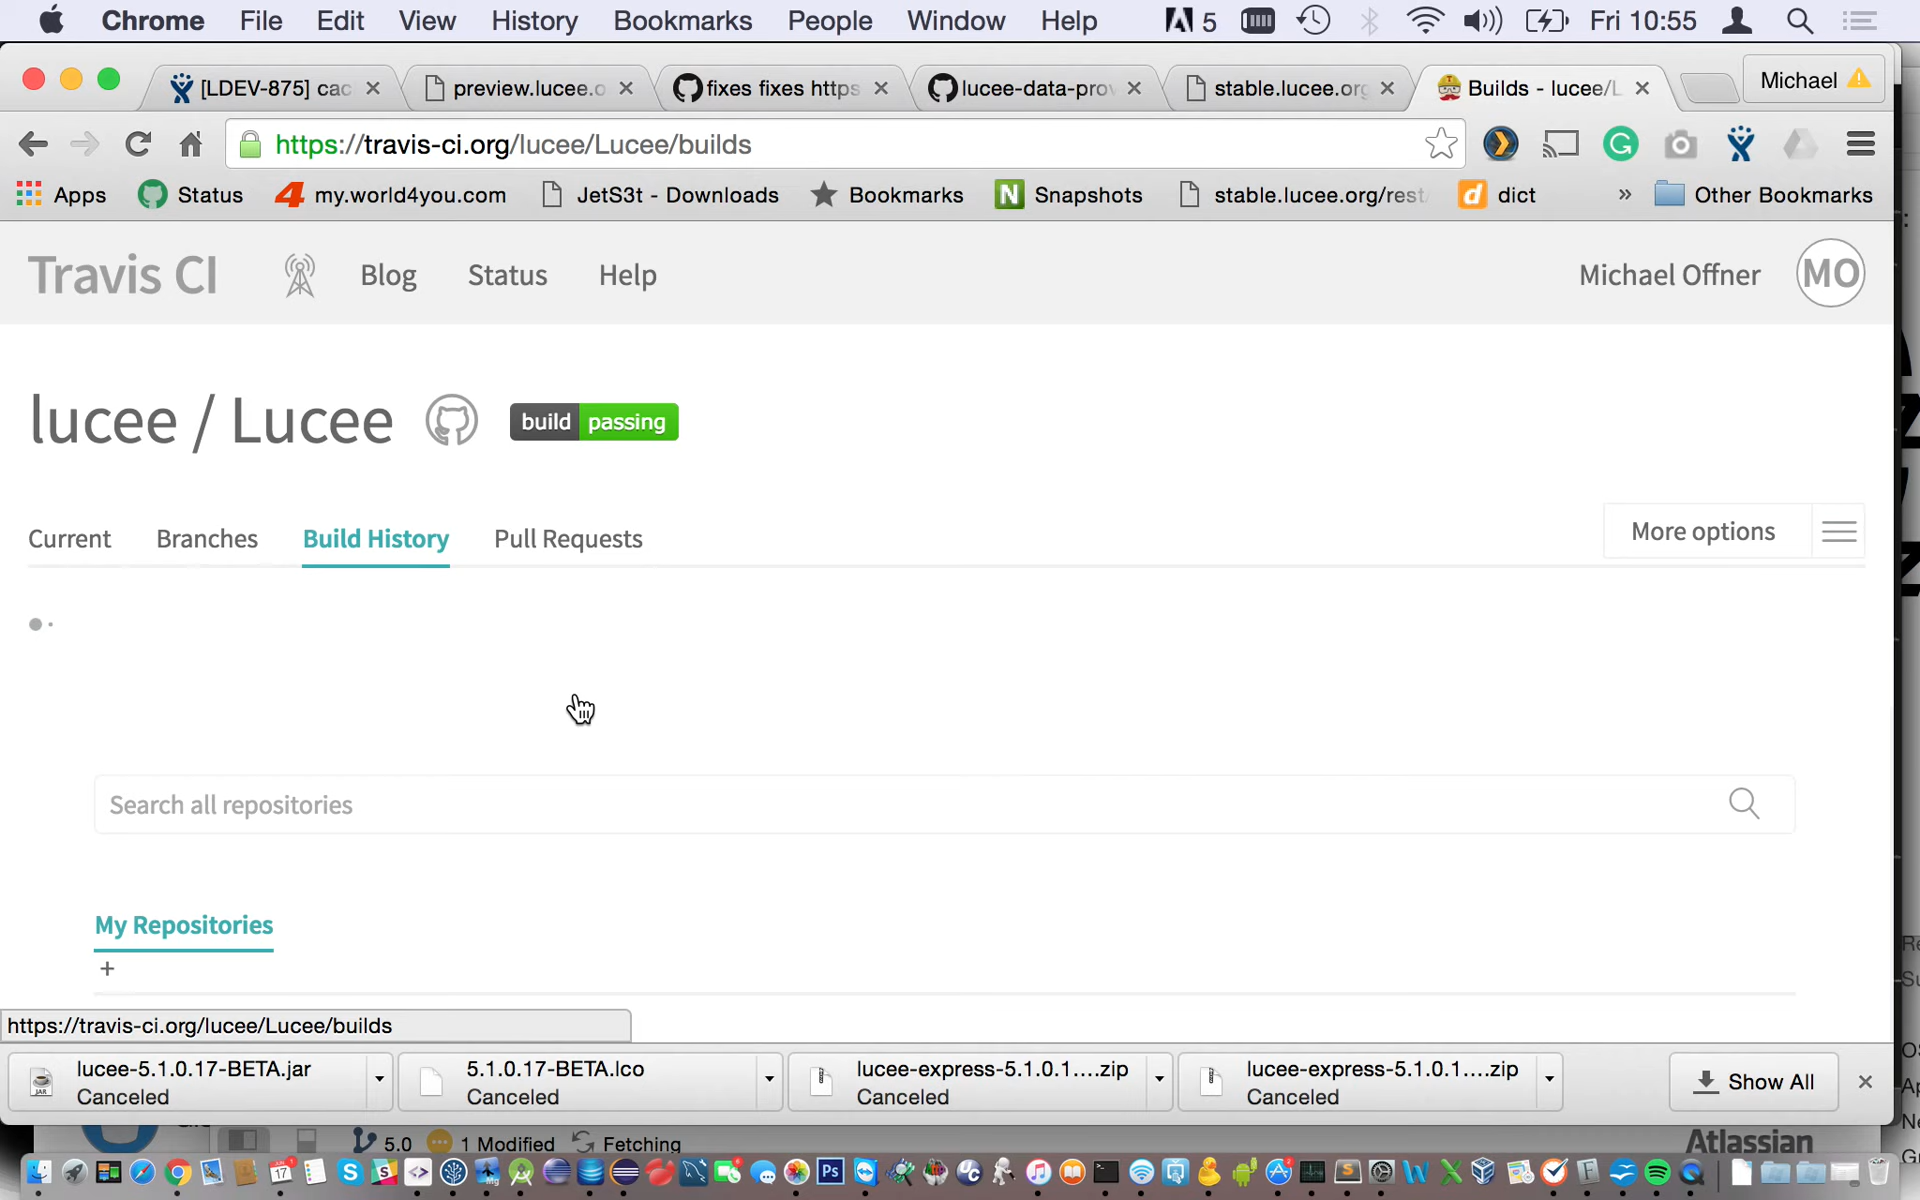 Chrome File Edit View History Bookmarks People Window Help 5 Fri 10:55
[LDEV-875] cac preview.lucee.o fixes fixes https lucee-data-prov stable.lucee.org Builds - lucee/L Michael
https://travis-ci.org/lucee/Lucee/builds
Apps Status my.world4you.com JetS3t - Downloads Bookmarks Snapshots stable.lucee.org/rest dict » Other Bookmarks
Travis CI Blog Status Help Michael Offner MO
lucee / Lucee build passing
Current Branches Build History Pull Requests More options
Search all repositories
My Repositories
+
https://travis-ci.org/lucee/Lucee/builds
lucee-5.1.0.17-BETA.jar 5.1.0.17-BETA.lco lucee-express-5.1.0.1....zip lucee-express-5.1.0.1....zip Show All
Canceled Canceled Canceled Canceled
5.0 1 Modified Fetching Atlassian